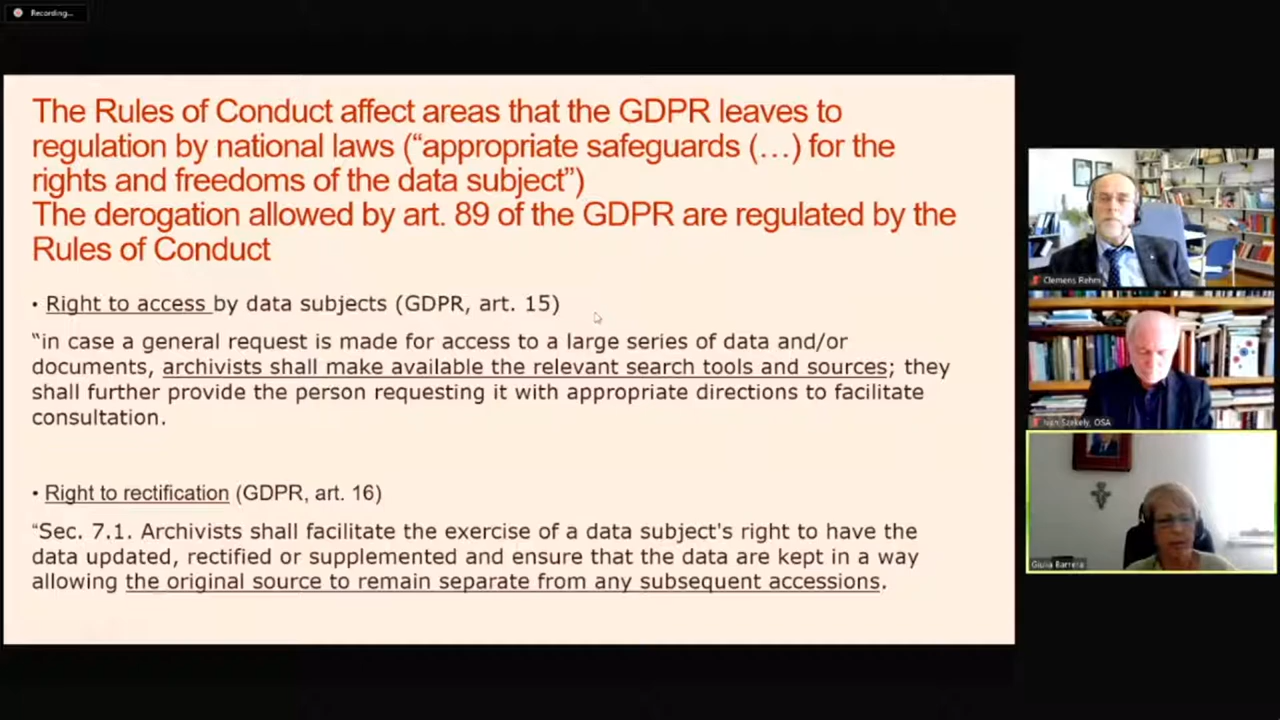 Recording...
The Rules of Conduct affect areas that the GDPR leaves to
regulation by national laws (“appropriate safeguards (…) for the
rights and freedoms of the data subject”)
The derogation allowed by art. 89 of the GDPR are regulated by the
Rules of Conduct
• Right to access by data subjects (GDPR, art. 15)
“in case a general request is made for access to a large series of data and/or
documents, archivists shall make available the relevant search tools and sources; they
shall further provide the person requesting it with appropriate directions to facilitate
consultation.
• Right to rectification (GDPR, art. 16)
“Sec. 7.1. Archivists shall facilitate the exercise of a data subject's right to have the
data updated, rectified or supplemented and ensure that the data are kept in a way
allowing the original source to remain separate from any subsequent accessions.
Clemens Rehm
Ivan Szekely, OSA
Giulia Barrera